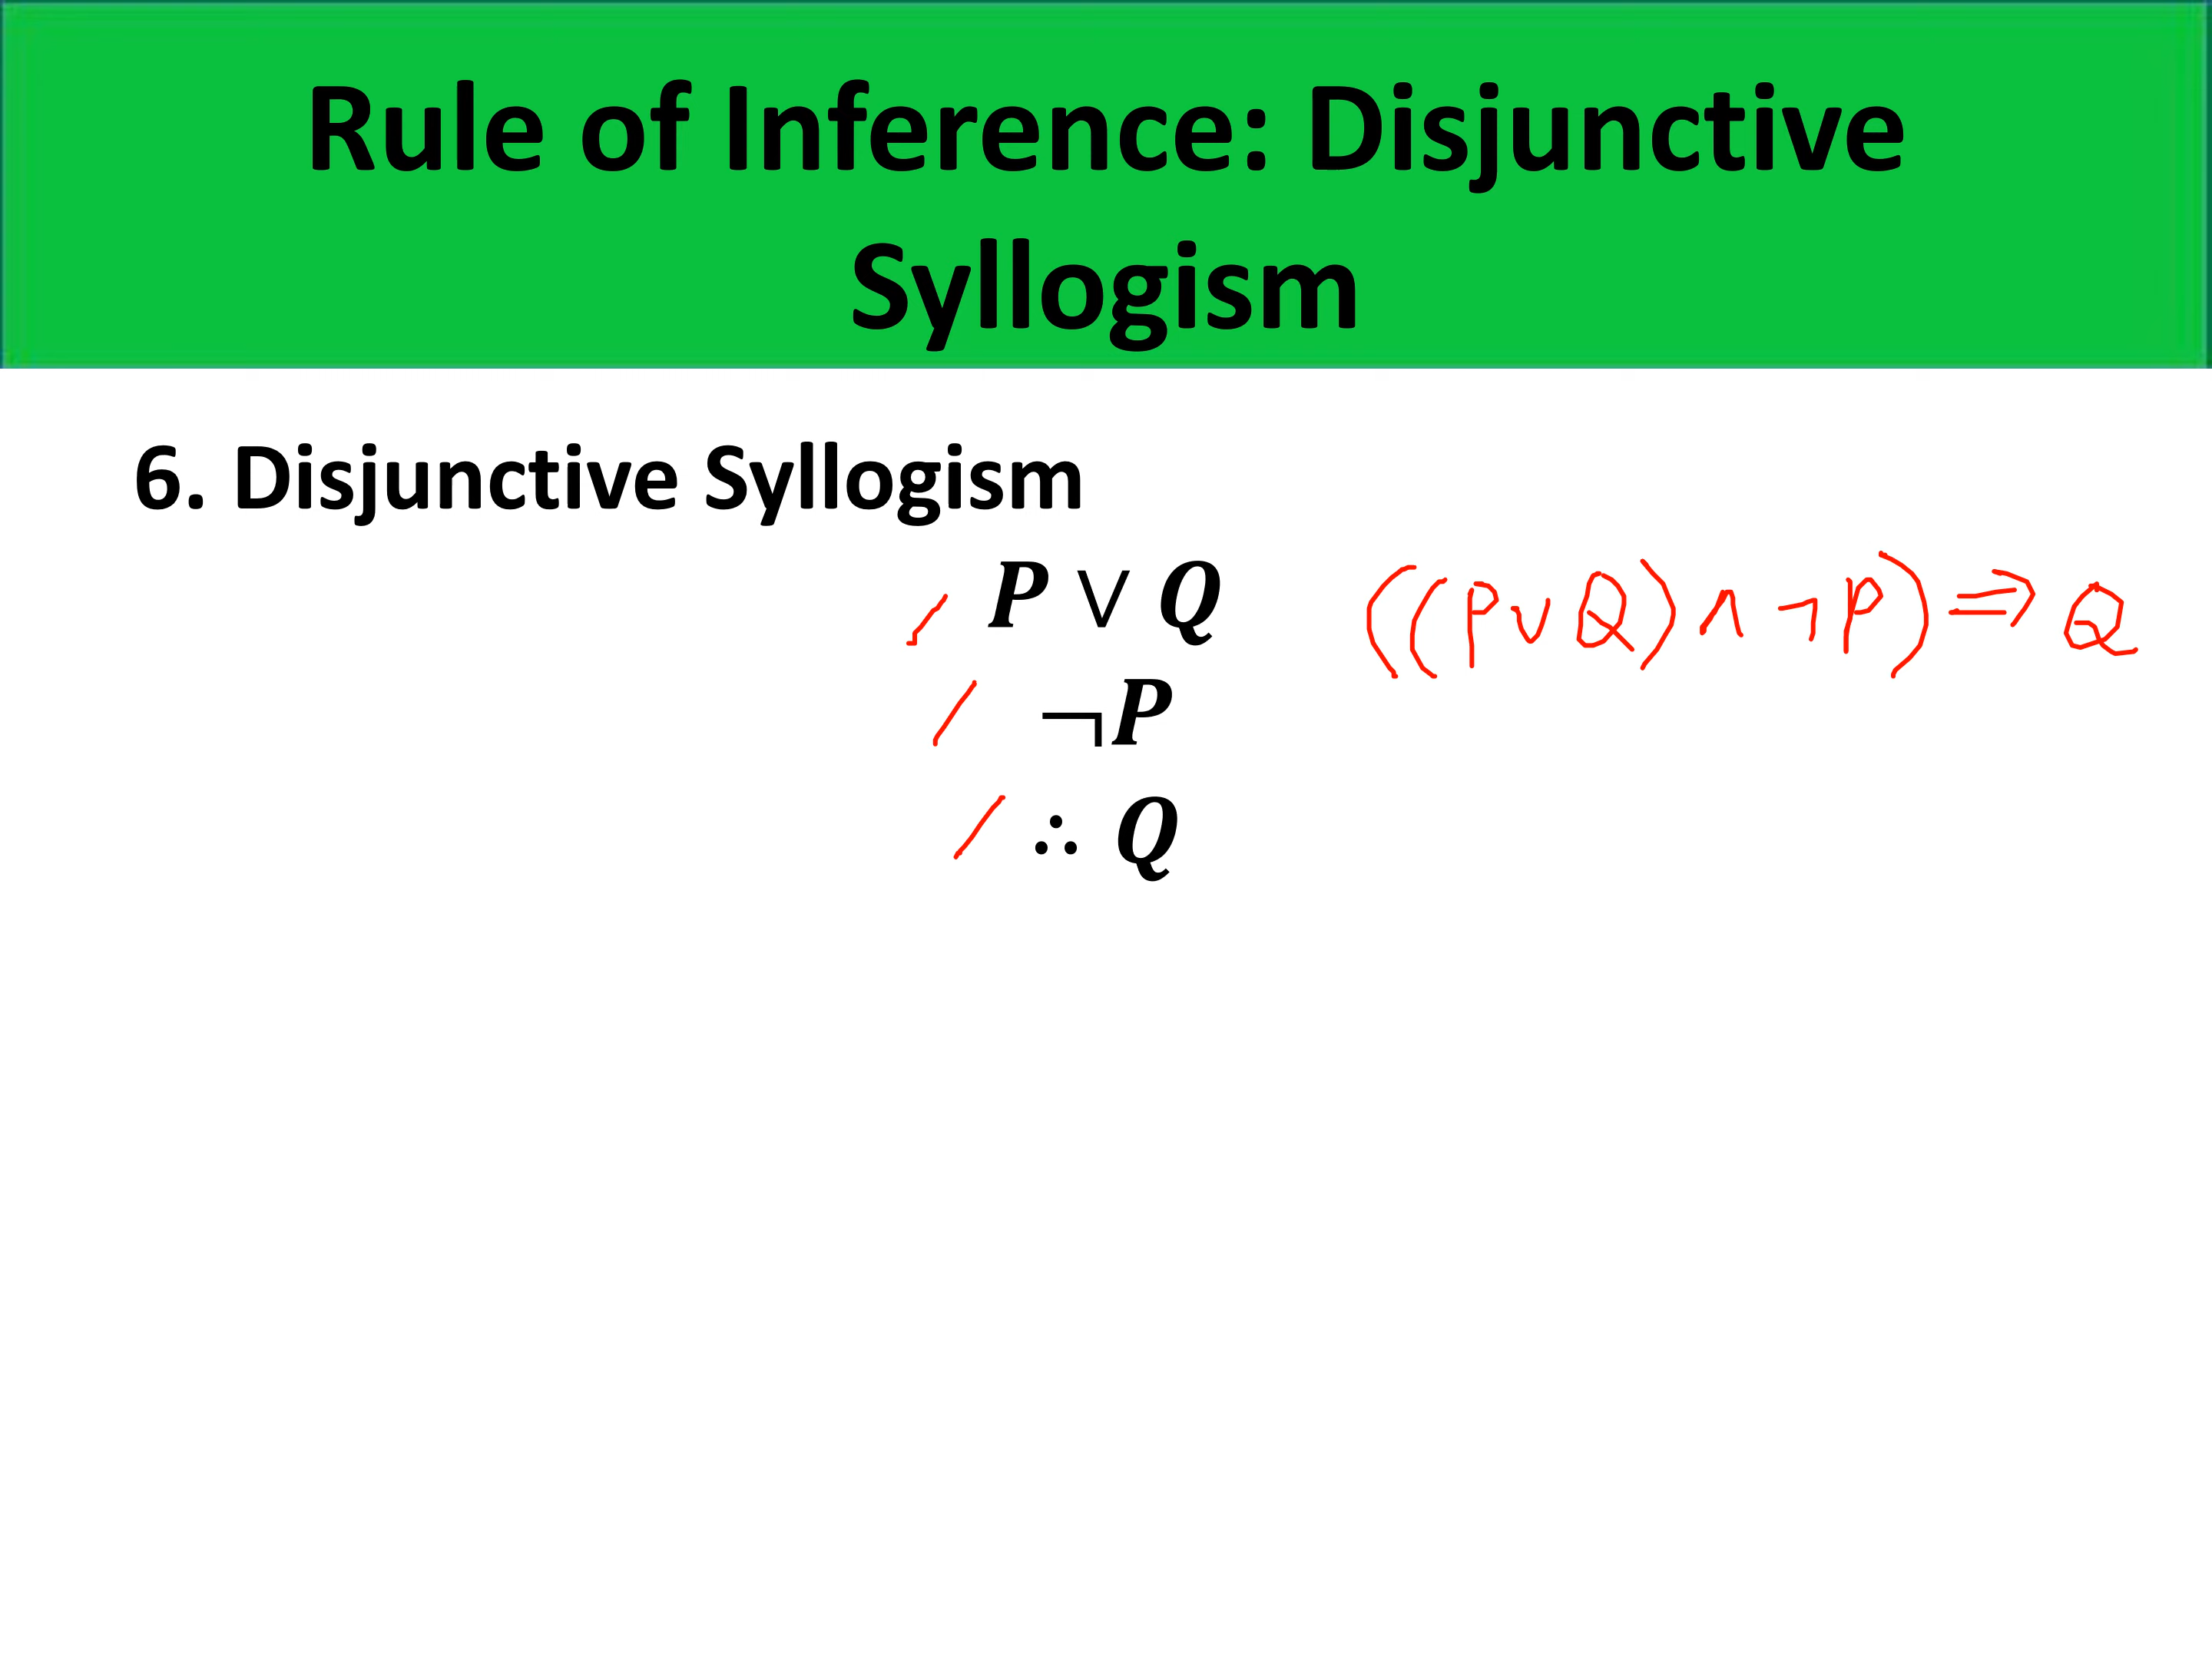 Rule of Inference: Disjunctive
Syllogism
6. Disjunctive Syllogism
P ∨ Q
((P ∨ Q) ∧ ¬P) ⇒ Q
¬P
∴ Q